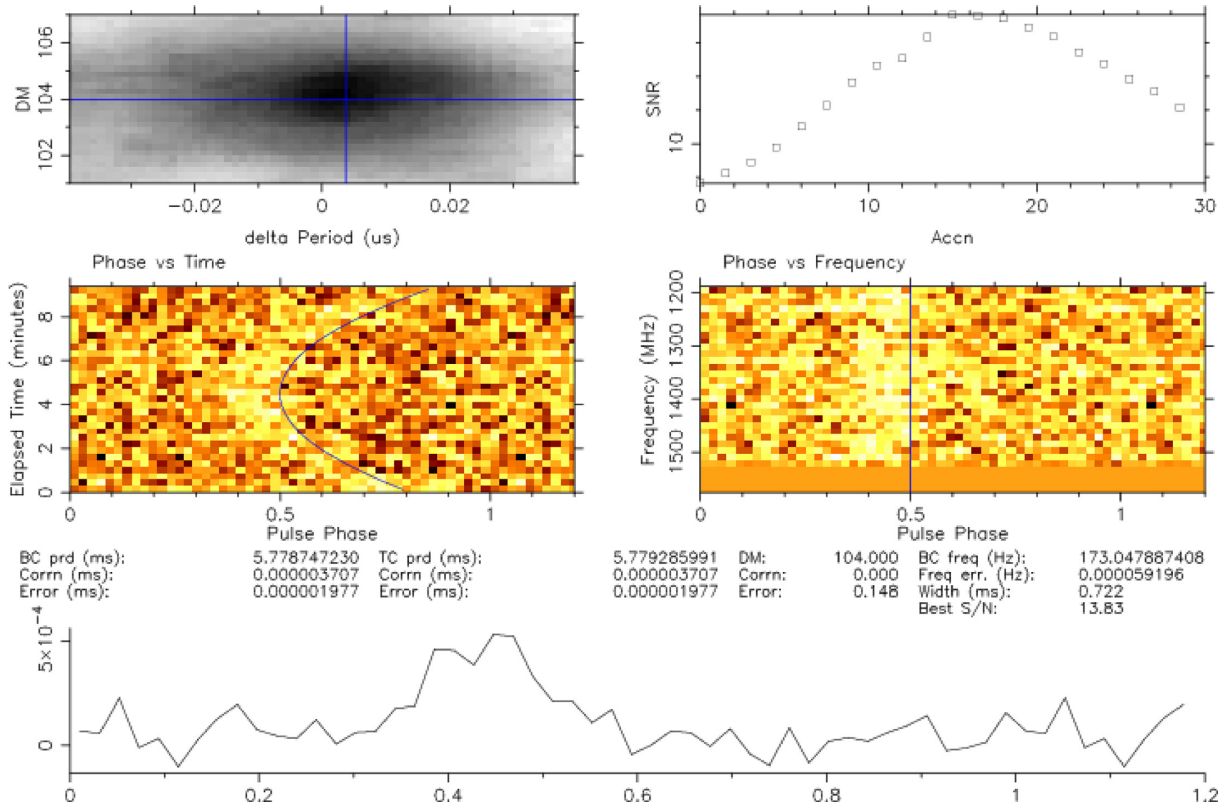 106
104
102
DM
-0.02 0 0.02
delta Period (us)
10
SNR
0 10 20 30
Accn
Phase vs Time
8
6
4
2
0
Elapsed Time (minutes)
0 0.5 1
Pulse Phase
Phase vs Frequency
1200
1300
1400
1500
Frequency (MHz)
0 0.5 1
Pulse Phase
BC prd (ms): 5.778747230 TC prd (ms): 5.779285991 DM: 104.000 BC freq (Hz): 173.047887408
Corrn (ms): 0.000003707 Corrn (ms): 0.000003707 Corrn: 0.000 Freq err. (Hz): 0.000059196
Error (ms): 0.000001977 Error (ms): 0.000001977 Error: 0.148 Width (ms): 0.722
Best S/N: 13.83
5×10-4
0
0 0.2 0.4 0.6 0.8 1 1.2